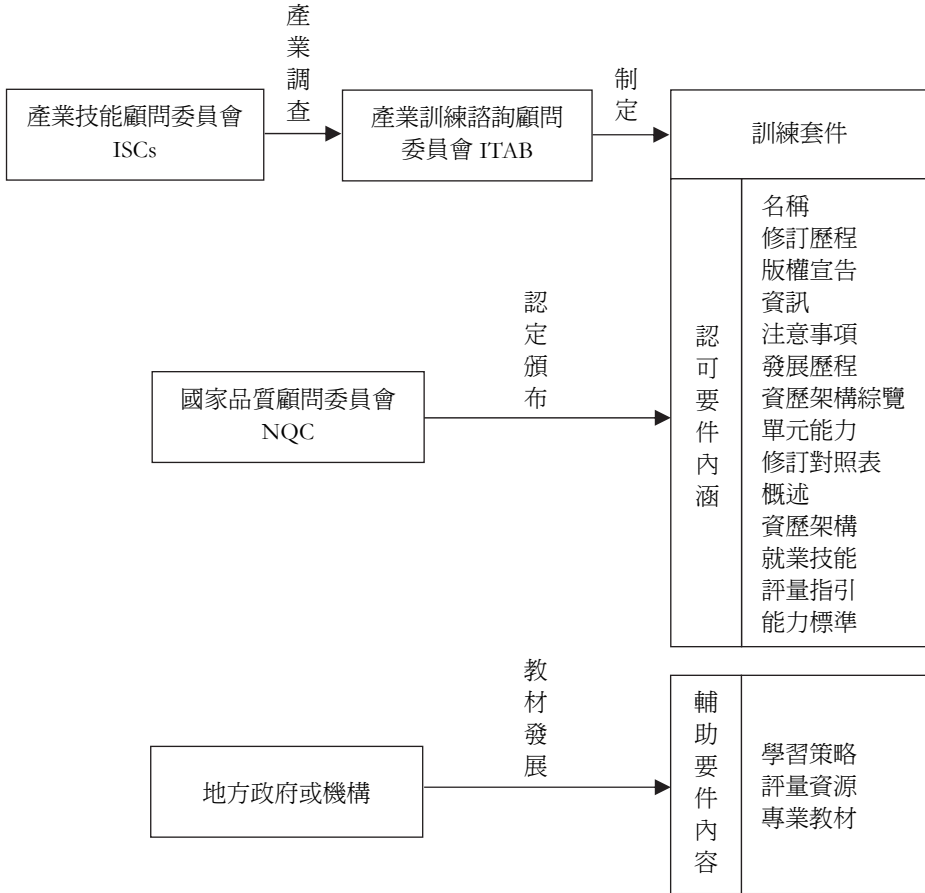 產業調查
制定
產業技能顧問委員會
ISCs
產業訓練諮詢顧問
委員會 ITAB
訓練套件
認可要件內涵
名稱
修訂歷程
版權宣告
資訊
注意事項
發展歷程
資歷架構綜覽
單元能力
修訂對照表
概述
資歷架構
就業技能
評量指引
能力標準
認定頒布
國家品質顧問委員會
NQC
教材發展
地方政府或機構
輔助要件內容
學習策略
評量資源
專業教材